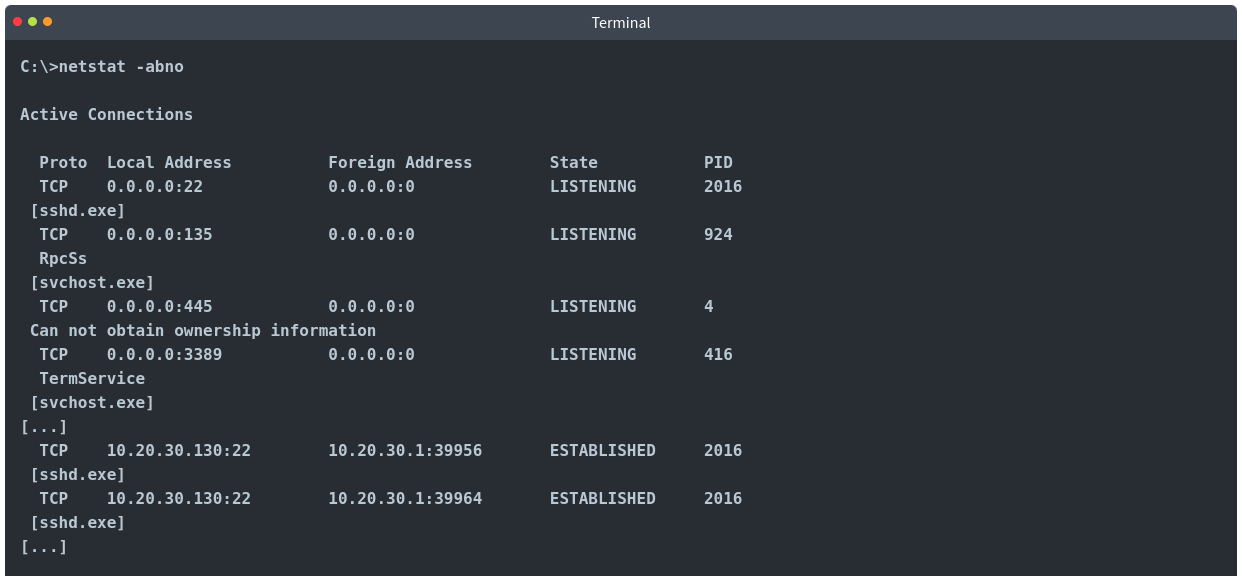 Terminal
C:\>netstat -abno
Active Connections
  Proto  Local Address          Foreign Address        State           PID
  TCP    0.0.0.0:22             0.0.0.0:0              LISTENING       2016
 [sshd.exe]
  TCP    0.0.0.0:135            0.0.0.0:0              LISTENING       924
  RpcSs
 [svchost.exe]
  TCP    0.0.0.0:445            0.0.0.0:0              LISTENING       4
 Can not obtain ownership information
  TCP    0.0.0.0:3389           0.0.0.0:0              LISTENING       416
  TermService
 [svchost.exe]
[...]
  TCP    10.20.30.130:22        10.20.30.1:39956       ESTABLISHED     2016
 [sshd.exe]
  TCP    10.20.30.130:22        10.20.30.1:39964       ESTABLISHED     2016
 [sshd.exe]
[...]